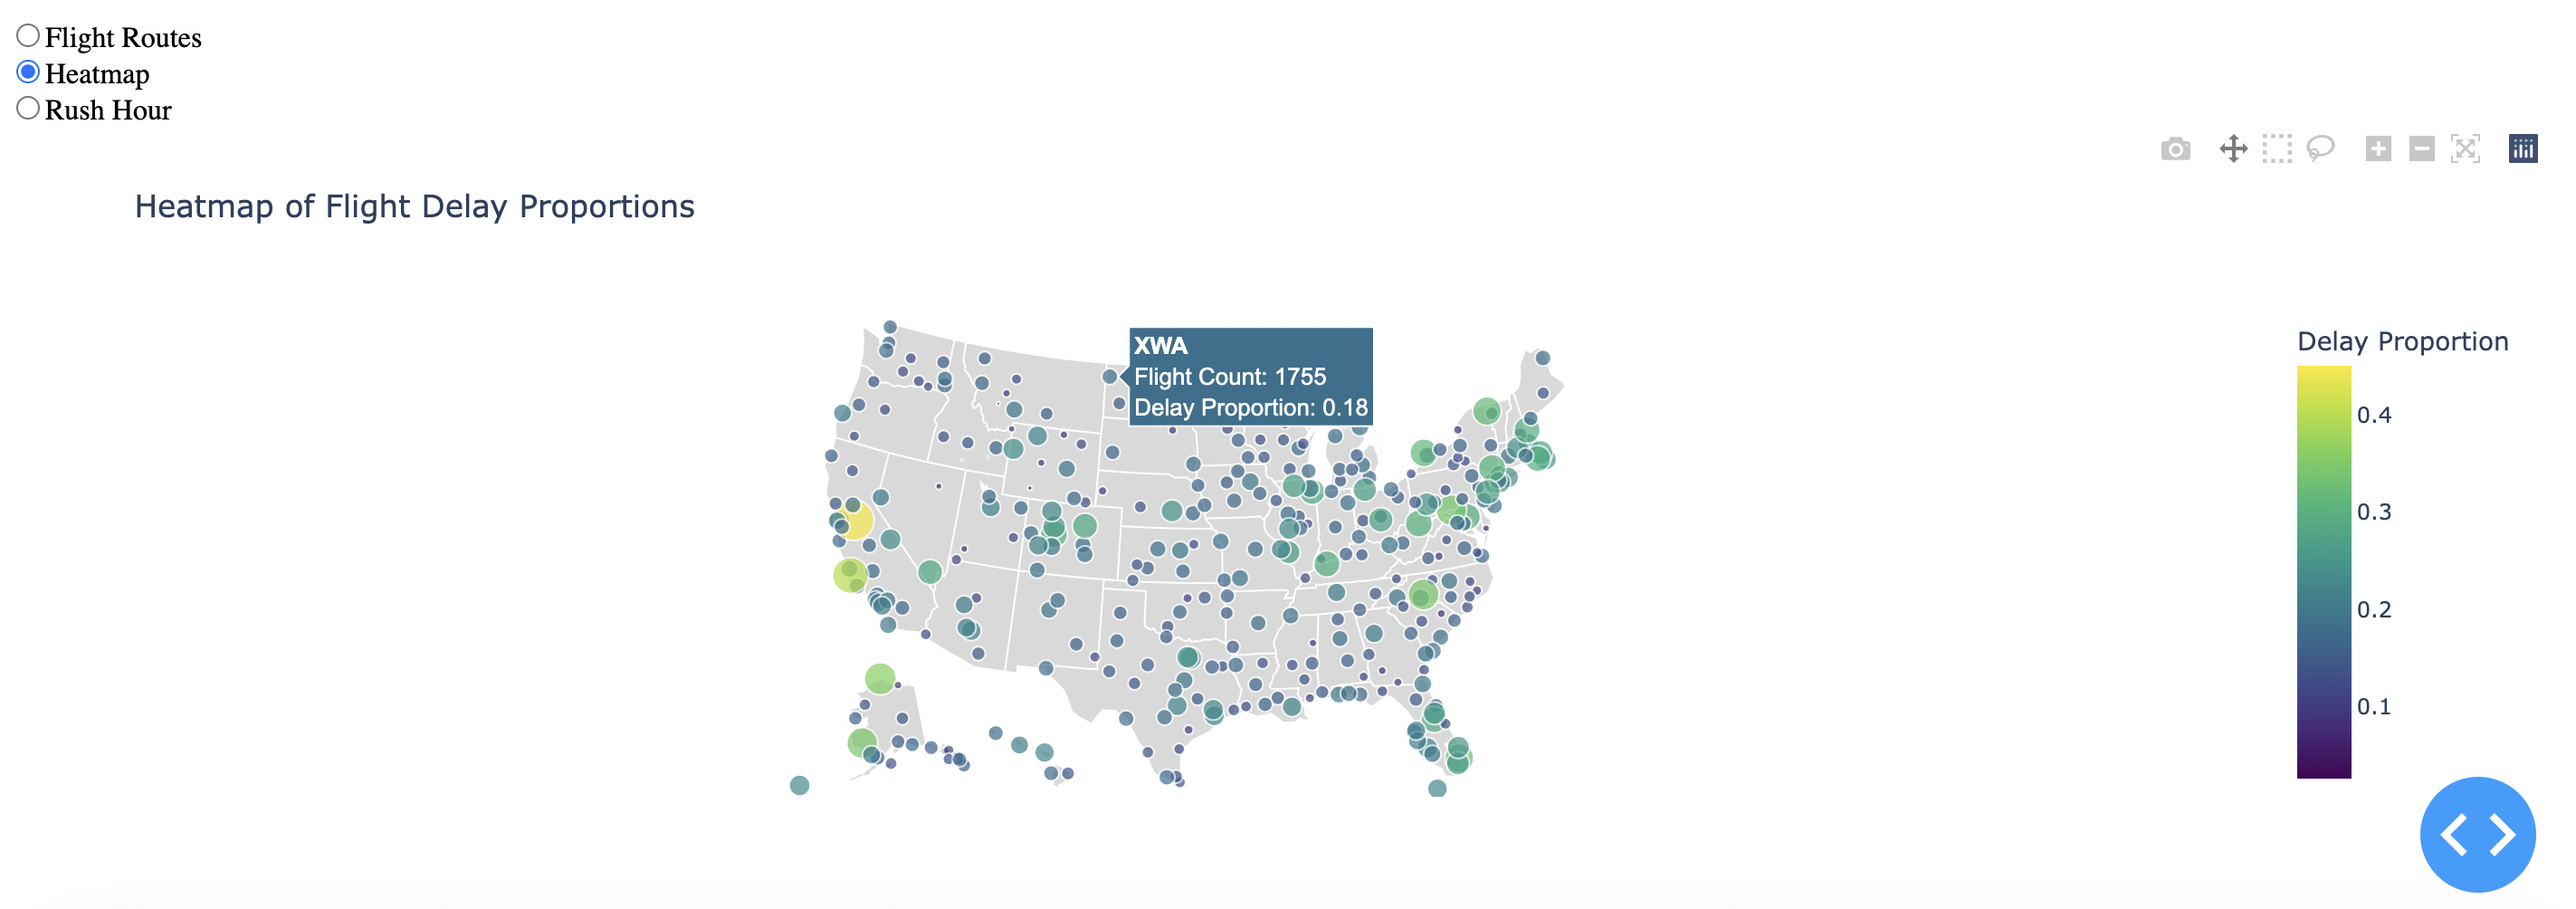 Flight Routes
Heatmap
Rush Hour
Heatmap of Flight Delay Proportions
XWA
Flight Count: 1755
Delay Proportion: 0.18
Delay Proportion
0.4
0.3
0.2
0.1